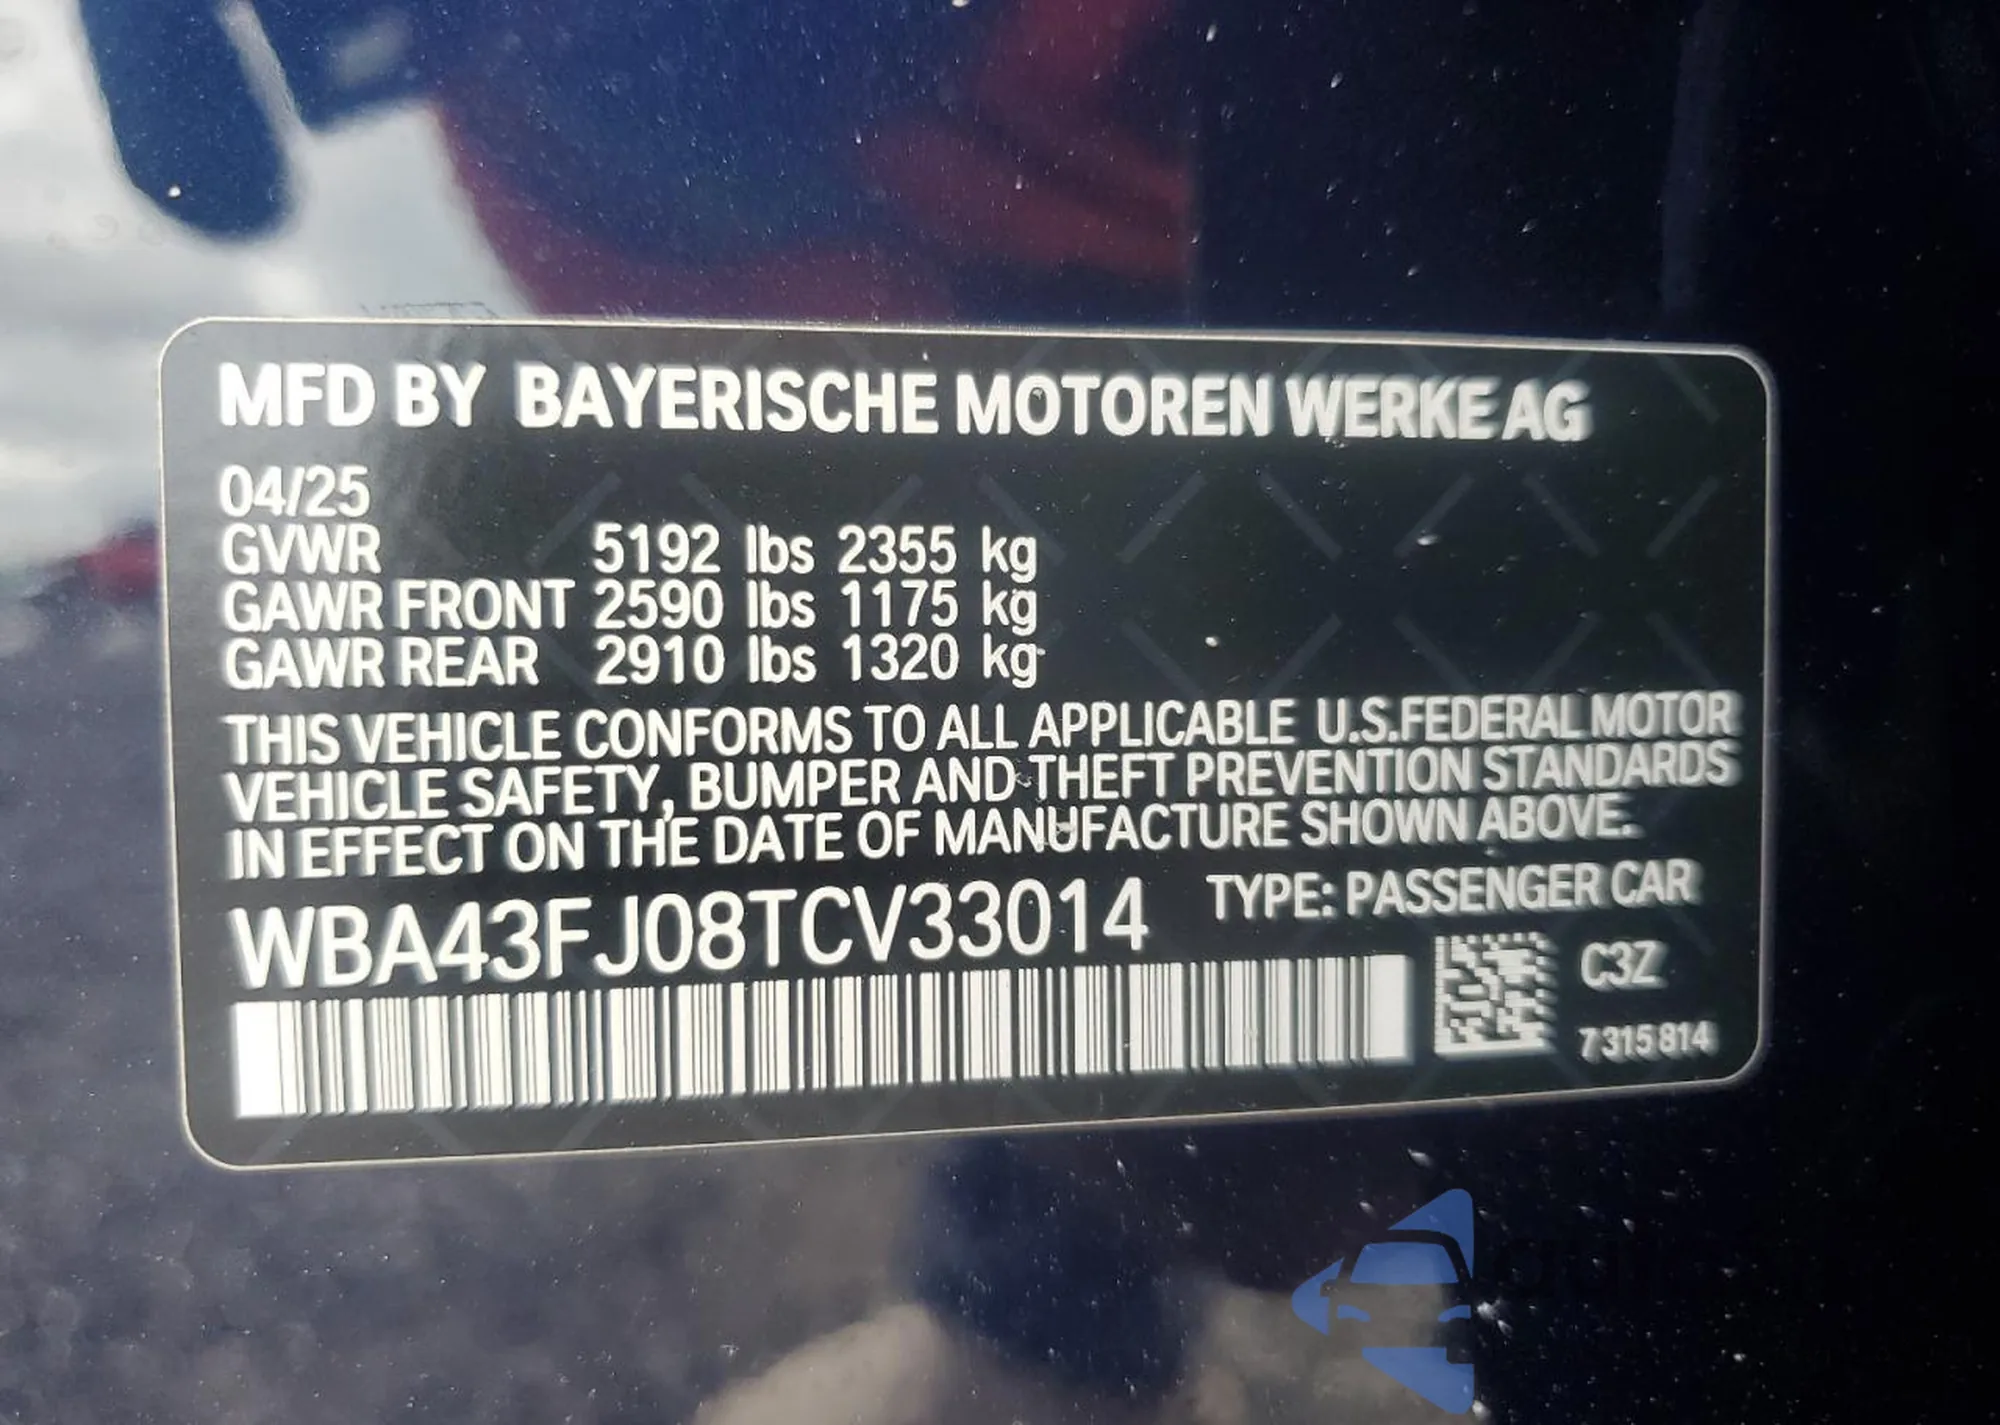 MFD BY BAYERISCHE MOTOREN WERKE AG
04/25
GVWR 5192 lbs 2355 kg
GAWR FRONT 2590 lbs 1175 kg
GAWR REAR 2910 lbs 1320 kg
THIS VEHICLE CONFORMS TO ALL APPLICABLE U.S.FEDERAL MOTOR
VEHICLE SAFETY, BUMPER AND THEFT PREVENTION STANDARDS
IN EFFECT ON THE DATE OF MANUFACTURE SHOWN ABOVE.
WBA43FJ08TCV33014 TYPE: PASSENGER CAR
C3Z
7315814